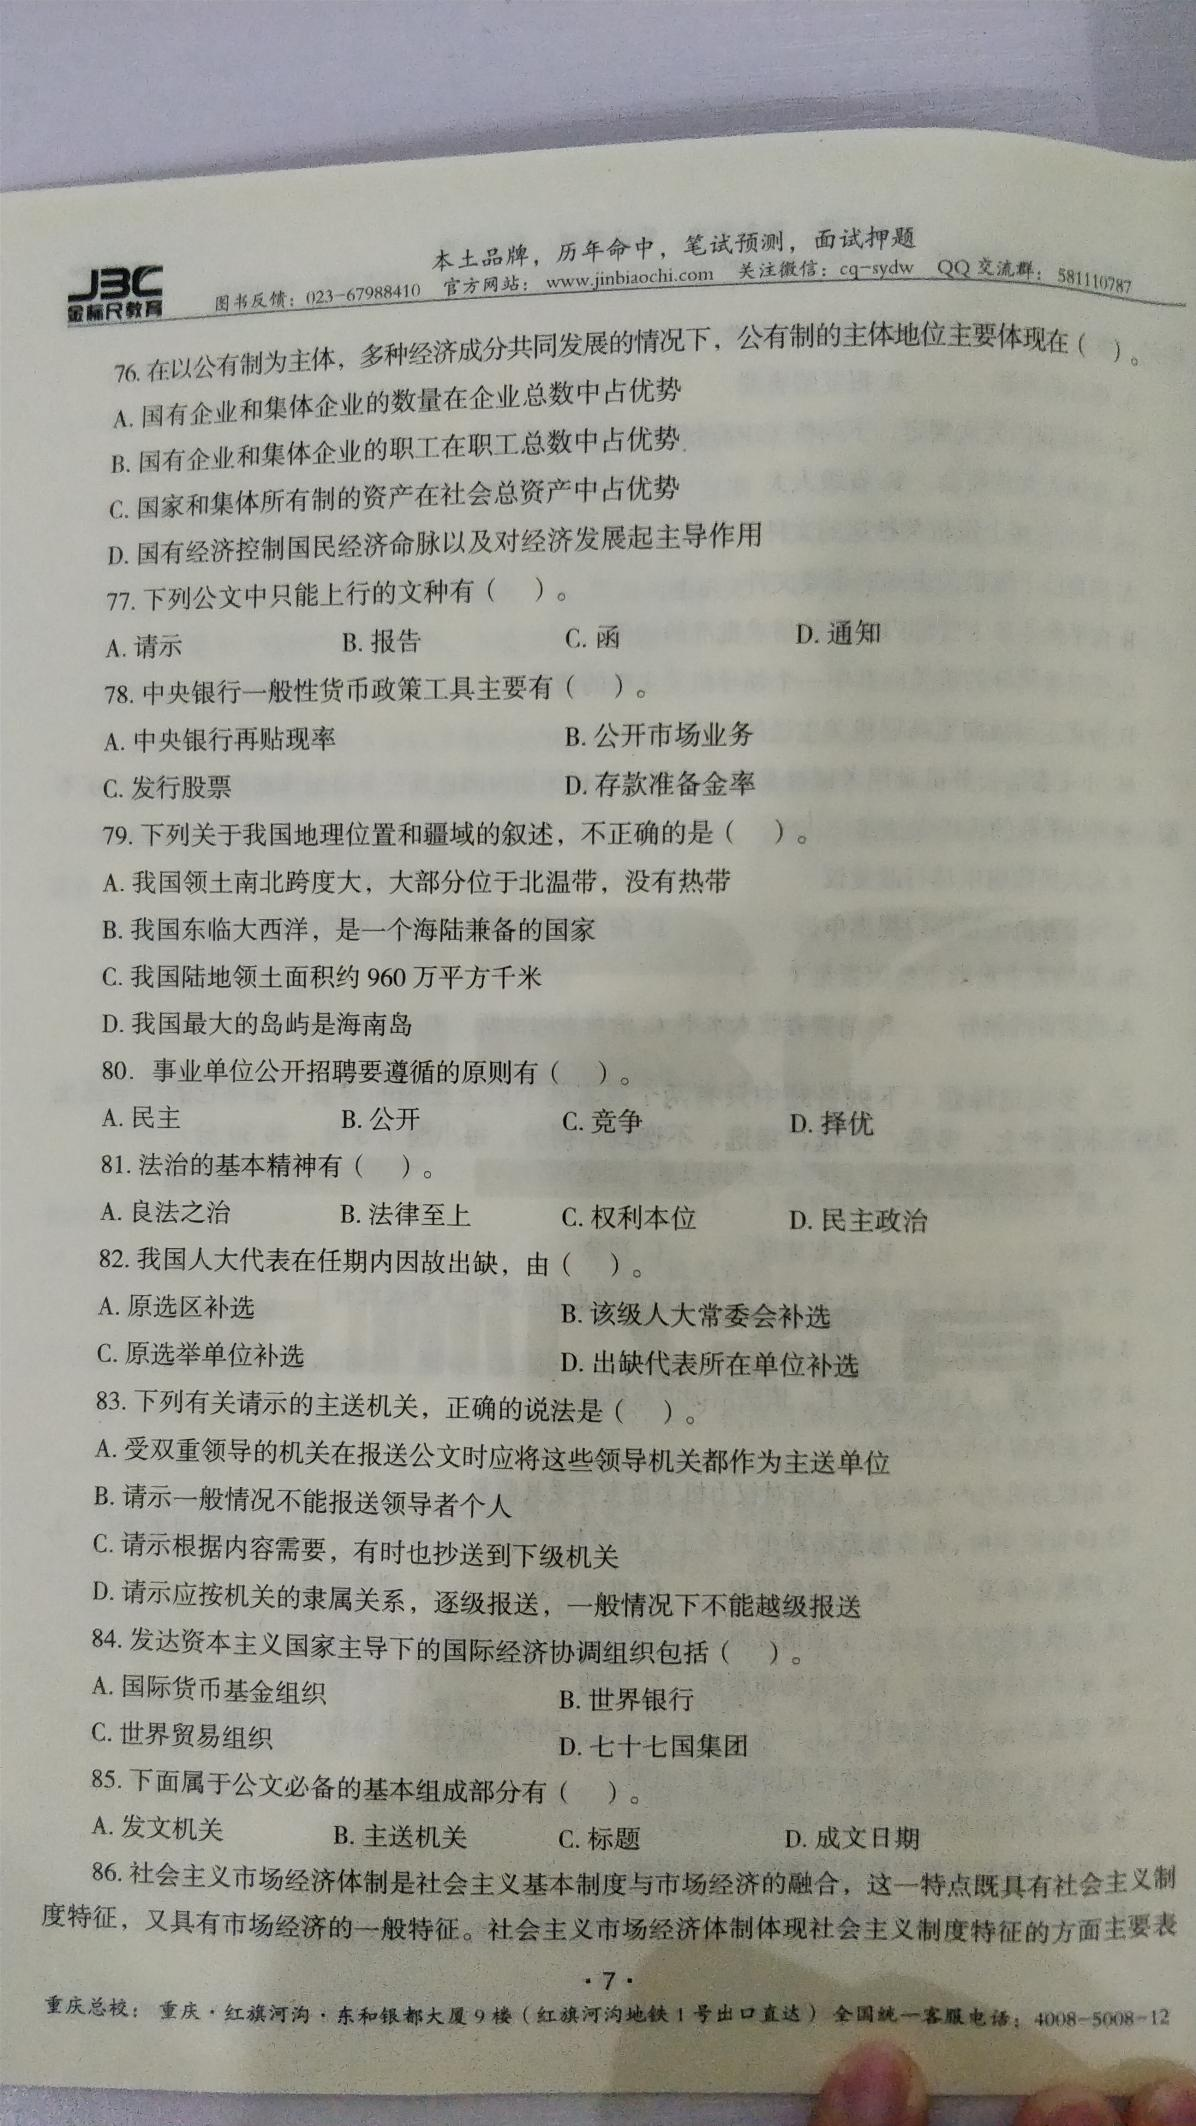 本土品牌，历年命中，笔试预测，面试押题
JBC
金标尺教育
图书反馈：023-67988410 官方网站：www.jinbiaochi.com 关注微信：cq-sydw QQ交流群：581110787
76.在以公有制为主体，多种经济成分共同发展的情况下，公有制的主体地位主要体现在（ ）。
A.国有企业和集体企业的数量在企业总数中占优势
B.国有企业和集体企业的职工在职工总数中占优势
C.国家和集体所有制的资产在社会总资产中占优势
D.国有经济控制国民经济命脉以及对经济发展起主导作用
77.下列公文中只能上行的文种有（ ）。
A.请示 B.报告 C.函 D.通知
78.中央银行一般性货币政策工具主要有（ ）。
A.中央银行再贴现率 B.公开市场业务
C.发行股票 D.存款准备金率
79.下列关于我国地理位置和疆域的叙述，不正确的是（ ）。
A.我国领土南北跨度大，大部分位于北温带，没有热带
B.我国东临大西洋，是一个海陆兼备的国家
C.我国陆地领土面积约960万平方千米
D.我国最大的岛屿是海南岛
80. 事业单位公开招聘要遵循的原则有（ ）。
A.民主 B.公开 C.竞争 D.择优
81.法治的基本精神有（ ）。
A.良法之治 B.法律至上 C.权利本位 D.民主政治
82.我国人大代表在任期内因故出缺，由（ ）。
A.原选区补选 B.该级人大常委会补选
C.原选举单位补选 D.出缺代表所在单位补选
83.下列有关请示的主送机关，正确的说法是（ ）。
A.受双重领导的机关在报送公文时应将这些领导机关都作为主送单位
B.请示一般情况不能报送领导者个人
C.请示根据内容需要，有时也抄送到下级机关
D.请示应按机关的隶属关系，逐级报送，一般情况下不能越级报送
84.发达资本主义国家主导下的国际经济协调组织包括（ ）。
A.国际货币基金组织 B.世界银行
C.世界贸易组织 D.七十七国集团
85.下面属于公文必备的基本组成部分有（ ）。
A.发文机关 B.主送机关 C.标题 D.成文日期
86.社会主义市场经济体制是社会主义基本制度与市场经济的融合，这一特点既具有社会主义制
度特征，又具有市场经济的一般特征。社会主义市场经济体制体现社会主义制度特征的方面主要表
·7·
重庆总校：重庆·红旗河沟·东和银都大厦9楼（红旗河沟地铁1号出口直达）全国统一客服电话：4008-5008-12